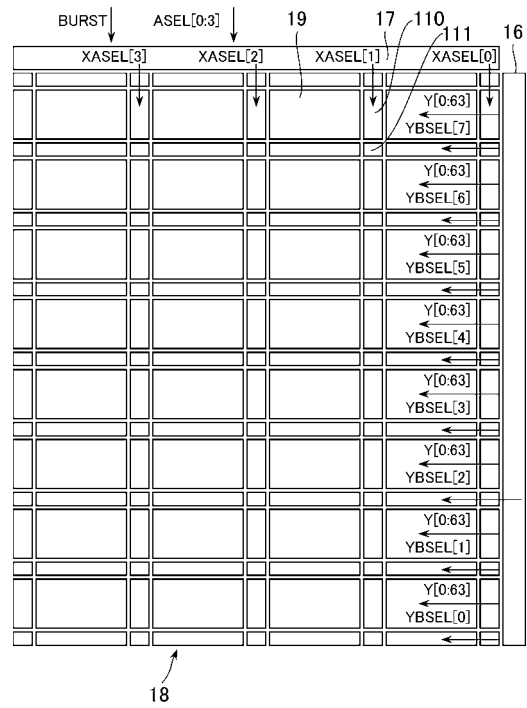 BURST ASEL[0:3] 19 17 110 111 16
XASEL[3] XASEL[2] XASEL[1] XASEL[0]
Y[0:63]
YBSEL[7]
Y[0:63]
YBSEL[6]
Y[0:63]
YBSEL[5]
Y[0:63]
YBSEL[4]
Y[0:63]
YBSEL[3]
Y[0:63]
YBSEL[2]
Y[0:63]
YBSEL[1]
Y[0:63]
YBSEL[0]
18